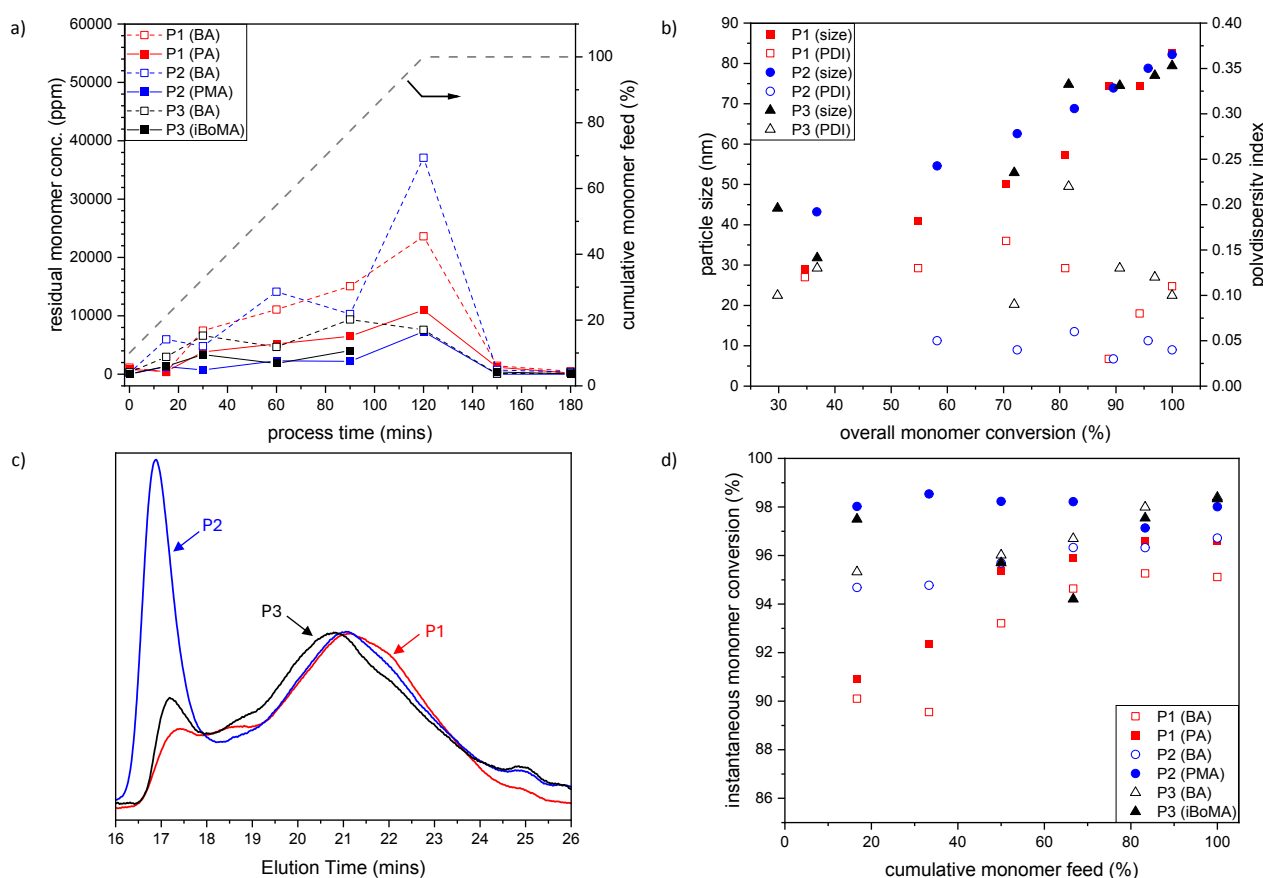 a)
P1 (BA)
P1 (PA)
P2 (BA)
P2 (PMA)
P3 (BA)
P3 (iBoMA)
60000
50000
40000
30000
20000
10000
0
residual monomer conc. (ppm)
0 20 40 60 80 100 120 140 160 180
process time (mins)
100
80
60
40
20
0
cumulative monomer feed (%)
b)
P1 (size)
P1 (PDI)
P2 (size)
P2 (PDI)
P3 (size)
P3 (PDI)
90
80
70
60
50
40
30
20
10
0
particle size (nm)
30 40 50 60 70 80 90 100
overall monomer conversion (%)
0.40
0.35
0.30
0.25
0.20
0.15
0.10
0.05
0.00
polydispersity index
c)
P2
P3
P1
16 17 18 19 20 21 22 23 24 25 26
Elution Time (mins)
d)
100
98
96
94
92
90
88
86
85
instantaneous monomer conversion (%)
P1 (BA)
P1 (PA)
P2 (BA)
P2 (PMA)
P3 (BA)
P3 (iBoMA)
0 20 40 60 80 100
cumulative monomer feed (%)